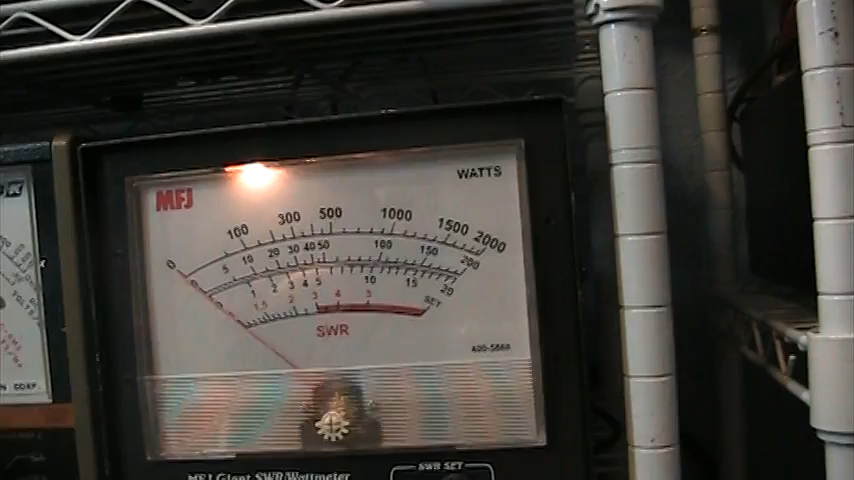 MFJ
WATTS
0 100 300 500 1000 1500 2000
5 10 20 30 40 50 100 150 200
1 2 3 4 5 10 15 20
1.5 2 3 4 5 SET
SWR
MFJ Giant SWR/Wattmeter
SWR SET